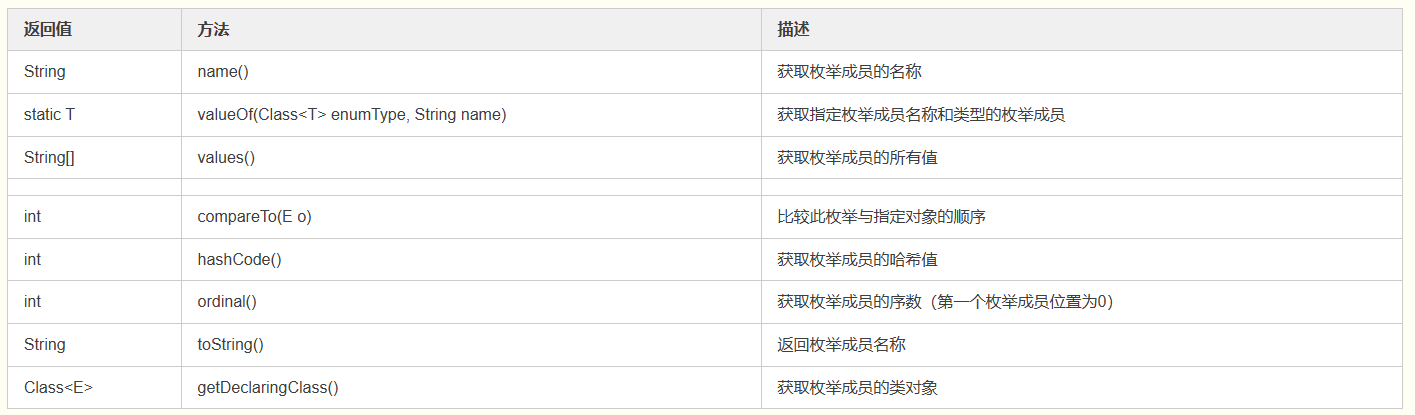 返回值 方法 描述
String name() 获取枚举成员的名称
static T valueOf(Class<T> enumType, String name) 获取指定枚举成员名称和类型的枚举成员
String[] values() 获取枚举成员的所有值
int compareTo(E o) 比较此枚举与指定对象的顺序
int hashCode() 获取枚举成员的哈希值
int ordinal() 获取枚举成员的序数（第一个枚举成员位置为0）
String toString() 返回枚举成员名称
Class<E> getDeclaringClass() 获取枚举成员的类对象